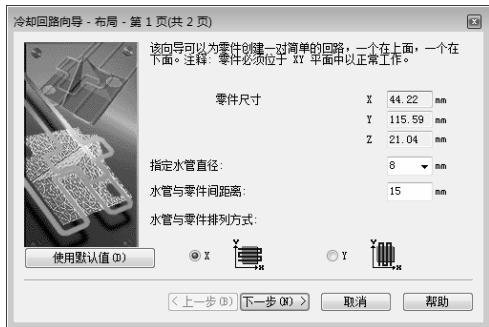 冷却回路向导 - 布局 - 第 1 页(共 2 页)
该向导可以为零件创建一对简单的回路，一个在上面，一个在
下面。注释: 零件必须位于 XY 平面中以正常工作。
零件尺寸 X 44.22 mm
Y 115.59 mm
Z 21.04 mm
指定水管直径: 8 mm
水管与零件间距离: 15 mm
水管与零件排列方式:
使用默认值(D) X Y x Y Y x
<上一步(B) 下一步(N) > 取消 帮助